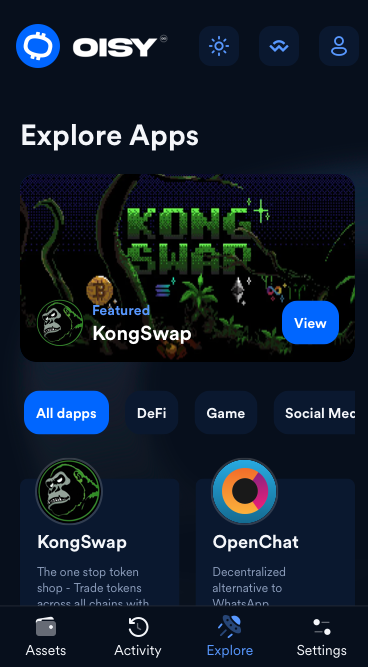 OISY
Explore Apps
KONG
SWAP
Featured
KongSwap
View
All dapps
DeFi
Game
Social Med
KongSwap
OpenChat
The one stop token
shop - Trade tokens
across all chains with
Decentralized
alternative to
WhatsApp
Assets
Activity
Explore
Settings